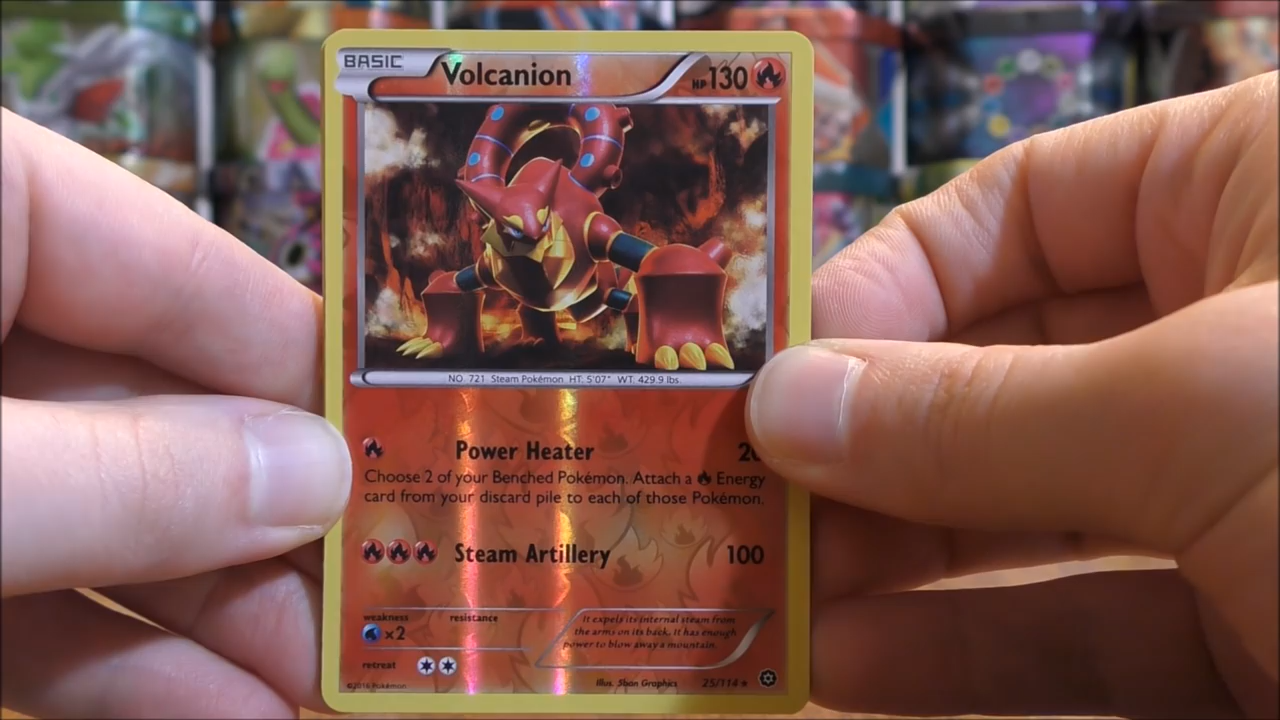 BASIC Volcanion HP130
NO. 721 Steam Pokémon HT: 5'07" WT: 429.9 lbs.
Power Heater 20
Choose 2 of your Benched Pokémon. Attach a Energy
card from your discard pile to each of those Pokémon.
Steam Artillery 100
weakness resistance
×2
It expels its internal steam from
the arms on its back. It has enough
power to blow away a mountain.
retreat
©2016 Pokémon
Illus. 5ban Graphics 25/114 ★